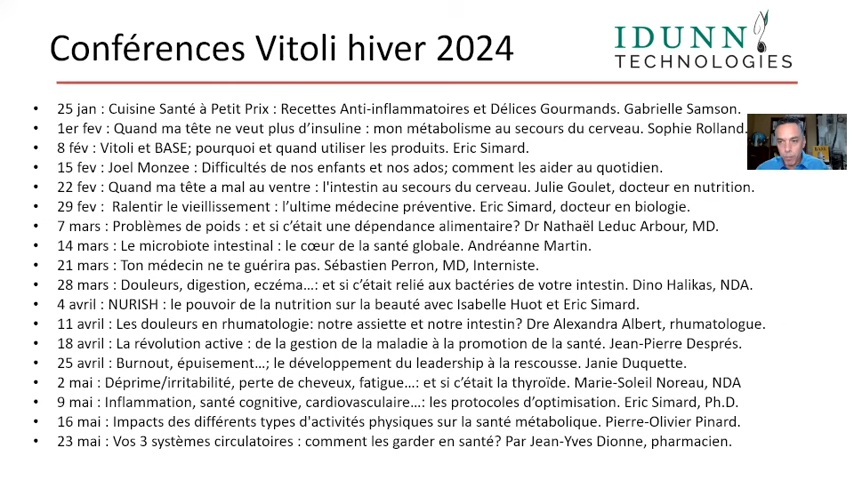 Conférences Vitoli hiver 2024
IDUNN
TECHNOLOGIES
• 25 jan : Cuisine Santé à Petit Prix : Recettes Anti-inflammatoires et Délices Gourmands. Gabrielle Samson.
• 1er fev : Quand ma tête ne veut plus d’insuline : mon métabolisme au secours du cerveau. Sophie Rolland.
• 8 fév : Vitoli et BASE; pourquoi et quand utiliser les produits. Eric Simard.
• 15 fev : Joel Monzee : Difficultés de nos enfants et nos ados; comment les aider au quotidien.
• 22 fev : Quand ma tête a mal au ventre : l'intestin au secours du cerveau. Julie Goulet, docteur en nutrition.
• 29 fev : Ralentir le vieillissement : l’ultime médecine préventive. Eric Simard, docteur en biologie.
• 7 mars : Problèmes de poids : et si c’était une dépendance alimentaire? Dr Nathaël Leduc Arbour, MD.
• 14 mars : Le microbiote intestinal : le cœur de la santé globale. Andréanne Martin.
• 21 mars : Ton médecin ne te guérira pas. Sébastien Perron, MD, Interniste.
• 28 mars : Douleurs, digestion, eczéma…: et si c’était relié aux bactéries de votre intestin. Dino Halikas, NDA.
• 4 avril : NURISH : le pouvoir de la nutrition sur la beauté avec Isabelle Huot et Eric Simard.
• 11 avril : Les douleurs en rhumatologie: notre assiette et notre intestin? Dre Alexandra Albert, rhumatologue.
• 18 avril : La révolution active : de la gestion de la maladie à la promotion de la santé. Jean-Pierre Després.
• 25 avril : Burnout, épuisement…; le développement du leadership à la rescousse. Janie Duquette.
• 2 mai : Déprime/irritabilité, perte de cheveux, fatigue…: et si c’était la thyroïde. Marie-Soleil Noreau, NDA
• 9 mai : Inflammation, santé cognitive, cardiovasculaire…: les protocoles d’optimisation. Eric Simard, Ph.D.
• 16 mai : Impacts des différents types d'activités physiques sur la santé métabolique. Pierre-Olivier Pinard.
• 23 mai : Vos 3 systèmes circulatoires : comment les garder en santé? Par Jean-Yves Dionne, pharmacien.